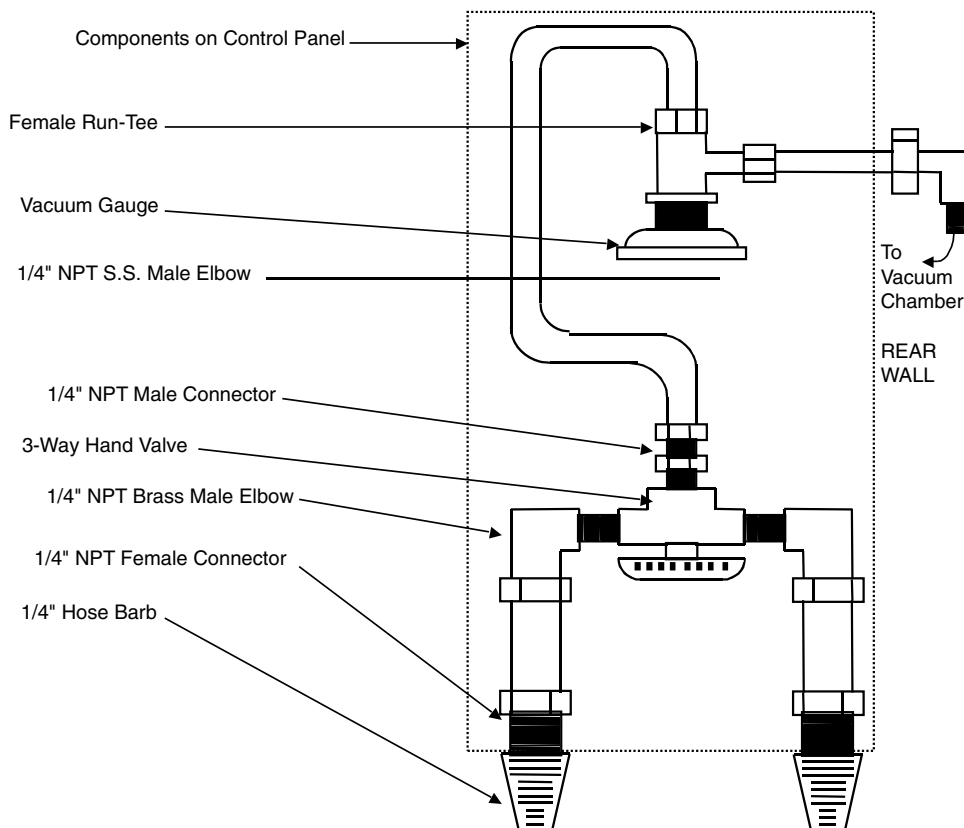 Components on Control Panel
Female Run-Tee
Vacuum Gauge
1/4" NPT S.S. Male Elbow
To
Vacuum
Chamber
REAR
WALL
1/4" NPT Male Connector
3-Way Hand Valve
1/4" NPT Brass Male Elbow
1/4" NPT Female Connector
1/4" Hose Barb